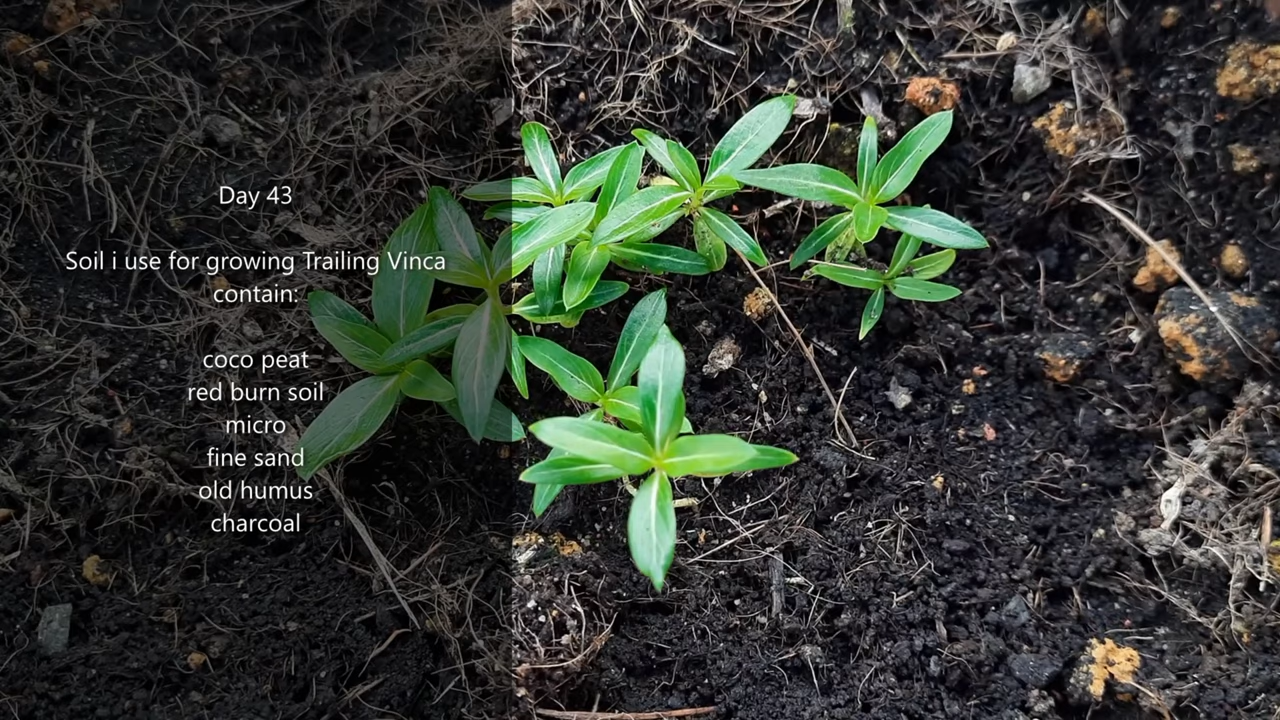 Day 43
Soil i use for growing Trailing Vinca
contain:
coco peat
red burn soil
micro
fine sand
old humus
charcoal